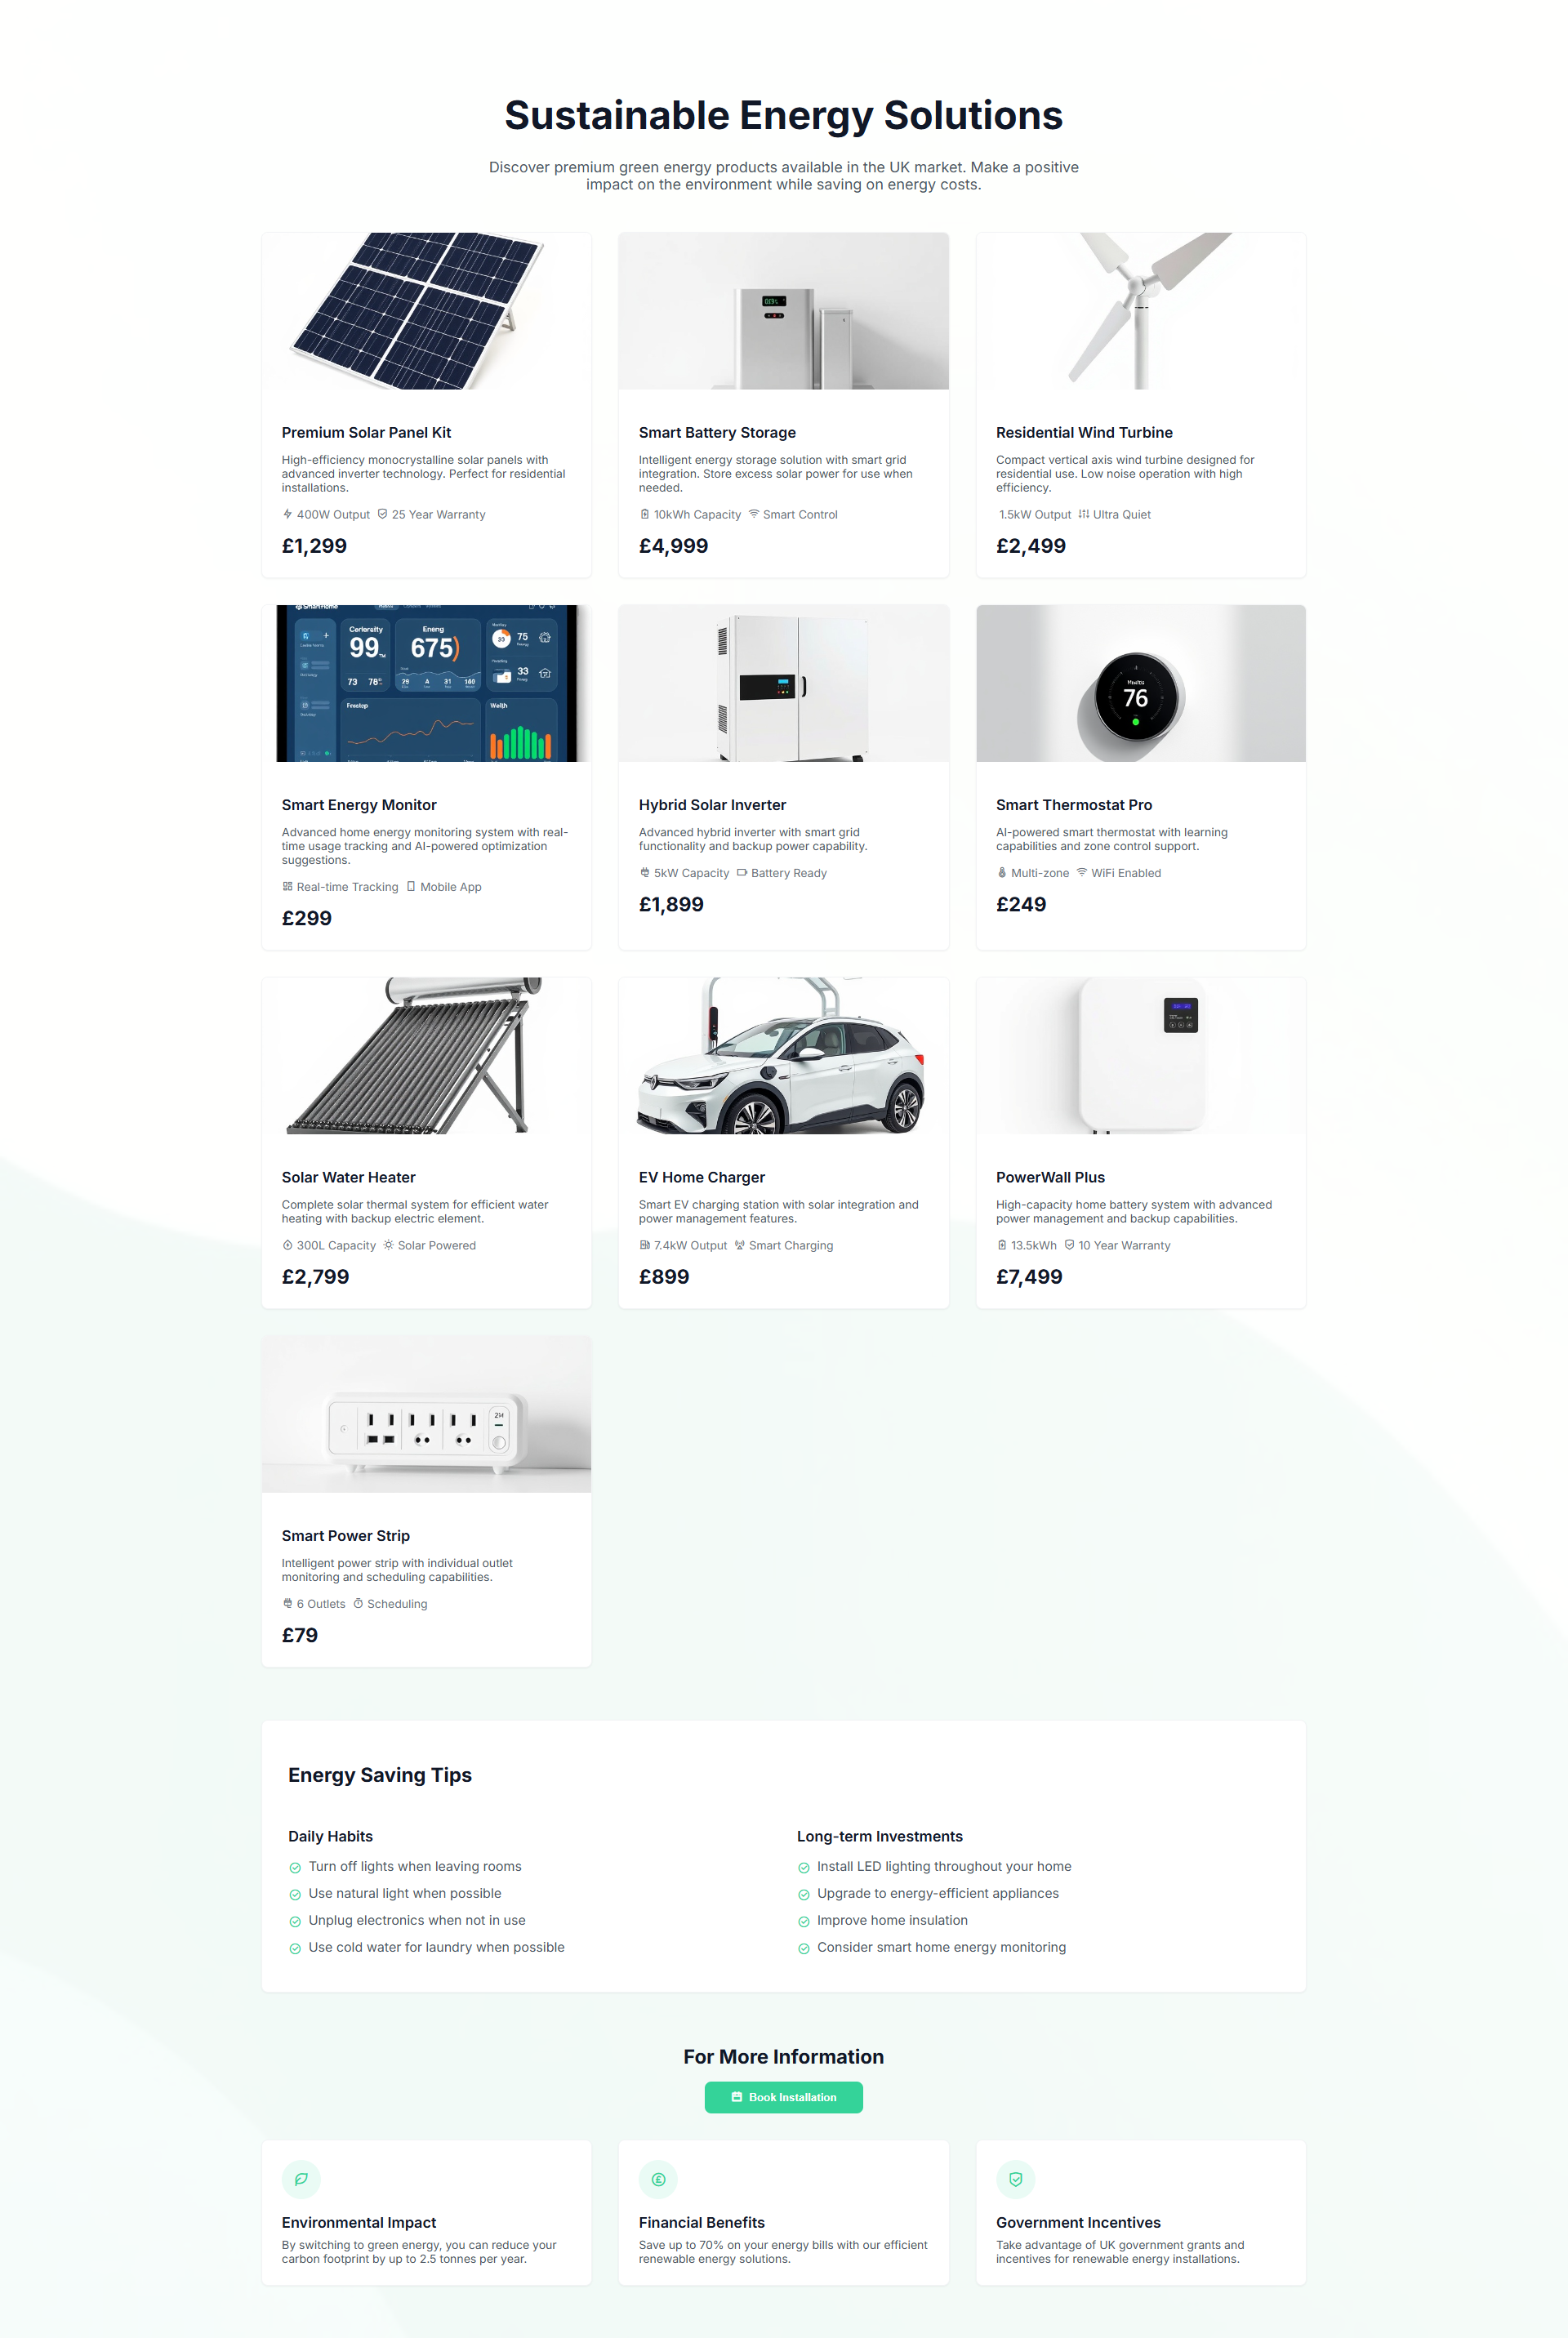 Sustainable Energy Solutions
Discover premium green energy products available in the UK market. Make a positive
impact on the environment while saving on energy costs.
Premium Solar Panel Kit
High-efficiency monocrystalline solar panels with
advanced inverter technology. Perfect for residential
installations.
400W Output 25 Year Warranty
£1,299
Smart Battery Storage
Intelligent energy storage solution with smart grid
integration. Store excess solar power for use when
needed.
10kWh Capacity Smart Control
£4,999
Residential Wind Turbine
Compact vertical axis wind turbine designed for
residential use. Low noise operation with high
efficiency.
1.5kW Output Ultra Quiet
£2,499
SmartHome
Carterafty
99
73 78
Eneng
675
29 31 160
33
75
33
Freetop
Weijth
Smart Energy Monitor
Advanced home energy monitoring system with real-
time usage tracking and AI-powered optimization
suggestions.
Real-time Tracking Mobile App
£299
Hybrid Solar Inverter
Advanced hybrid inverter with smart grid
functionality and backup power capability.
5kW Capacity Battery Ready
£1,899
76
Smart Thermostat Pro
AI-powered smart thermostat with learning
capabilities and zone control support.
Multi-zone WiFi Enabled
£249
Solar Water Heater
Complete solar thermal system for efficient water
heating with backup electric element.
300L Capacity Solar Powered
£2,799
EV Home Charger
Smart EV charging station with solar integration and
power management features.
7.4kW Output Smart Charging
£899
PowerWall Plus
High-capacity home battery system with advanced
power management and backup capabilities.
13.5kWh 10 Year Warranty
£7,499
Smart Power Strip
Intelligent power strip with individual outlet
monitoring and scheduling capabilities.
6 Outlets Scheduling
£79
Energy Saving Tips
Daily Habits
Turn off lights when leaving rooms
Use natural light when possible
Unplug electronics when not in use
Use cold water for laundry when possible
Long-term Investments
Install LED lighting throughout your home
Upgrade to energy-efficient appliances
Improve home insulation
Consider smart home energy monitoring
For More Information
Book Installation
Environmental Impact
By switching to green energy, you can reduce your
carbon footprint by up to 2.5 tonnes per year.
Financial Benefits
Save up to 70% on your energy bills with our efficient
renewable energy solutions.
Government Incentives
Take advantage of UK government grants and
incentives for renewable energy installations.